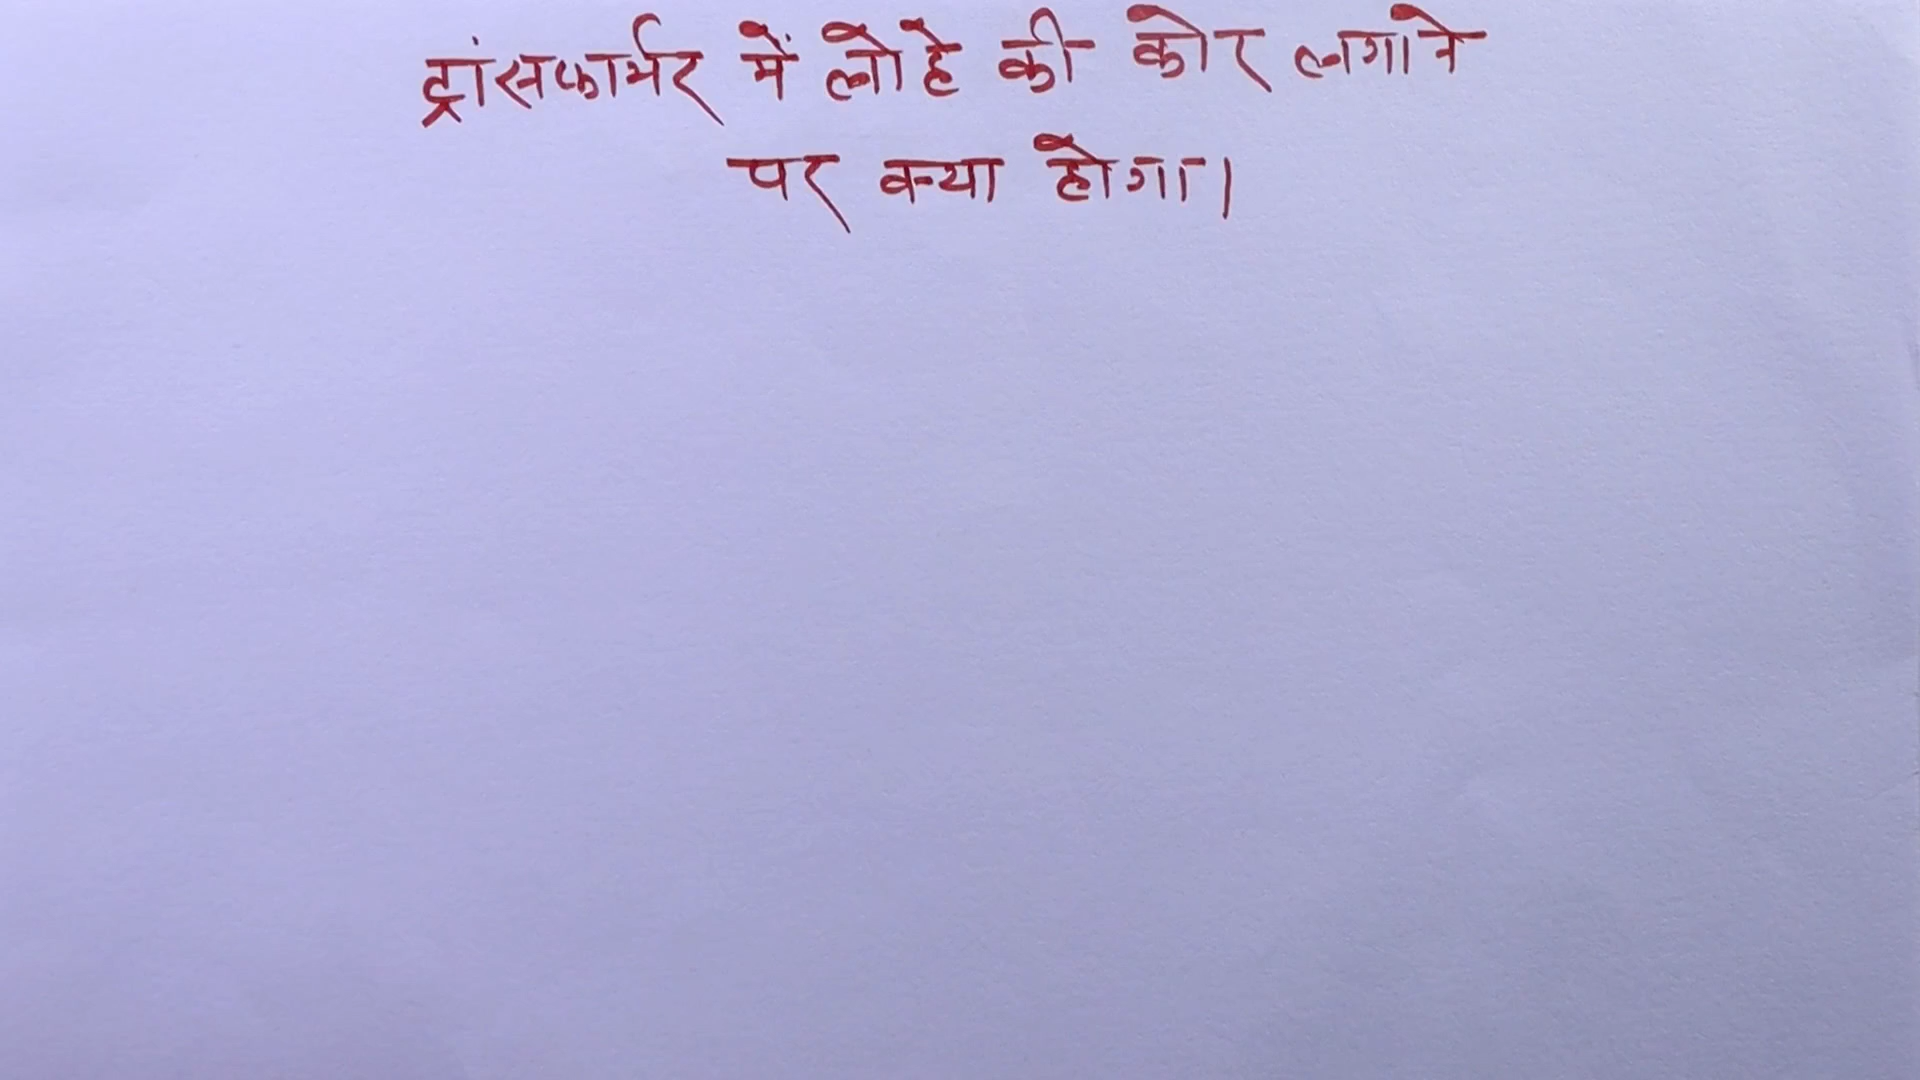 ट्रांसफार्मर में लोहे की कोर लगाने
पर क्या होगा।